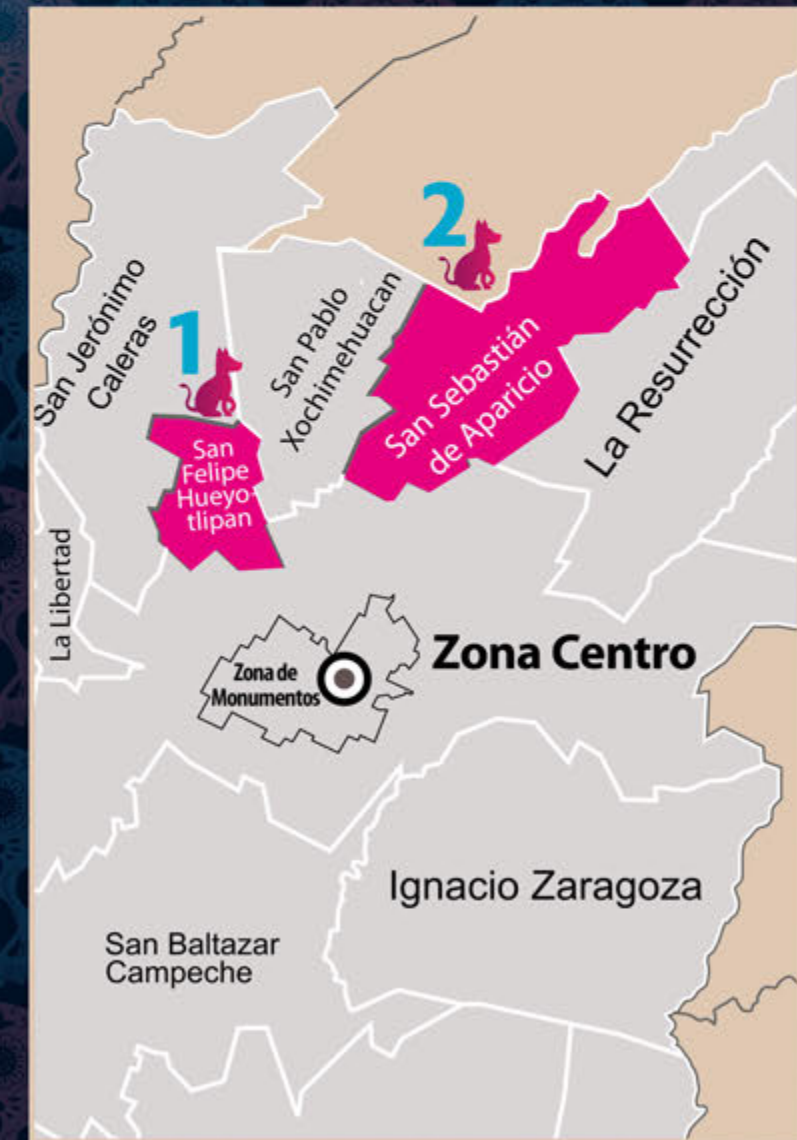 2
1
San Jerónimo
Caleras
San Pablo
Xochimehuacan
San Sebastián
de Aparicio
La Resurrección
San
Felipe
Hueyo-
tlipan
La Libertad
Zona de
Monumentos
Zona Centro
Ignacio Zaragoza
San Baltazar
Campeche